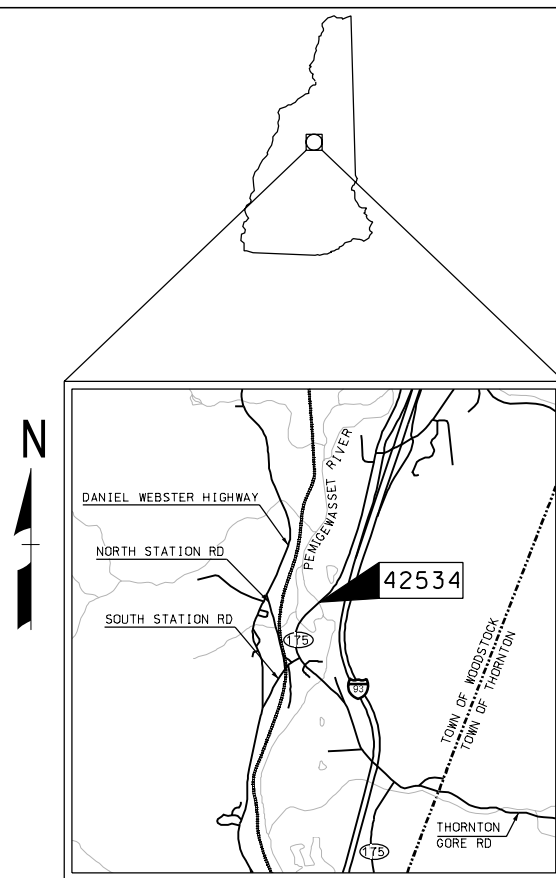 N
DANIEL WEBSTER HIGHWAY
PEMIGEWASSET RIVER
NORTH STATION RD
42534
SOUTH STATION RD
175
93
TOWN OF WOODSTOCK
TOWN OF THORNTON
THORNTON
GORE RD
175